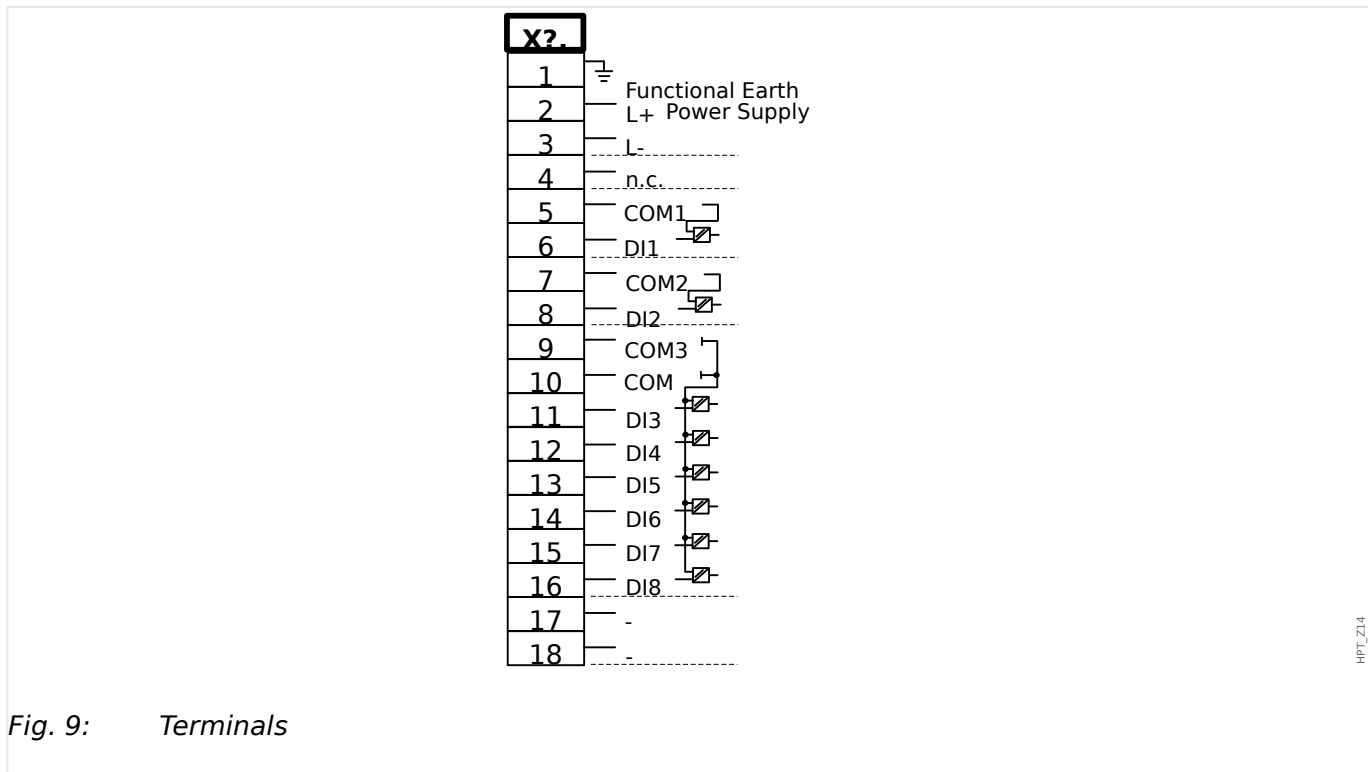 X?.
1
Functional Earth
2 L+ Power Supply
3 L-
4 n.c.
5 COM1
6 DI1
7 COM2
8 DI2
9 COM3
10 COM
11 DI3
12 DI4
13 DI5
14 DI6
15 DI7
16 DI8
17 -
18 -
HPT_Z14
Fig. 9: Terminals